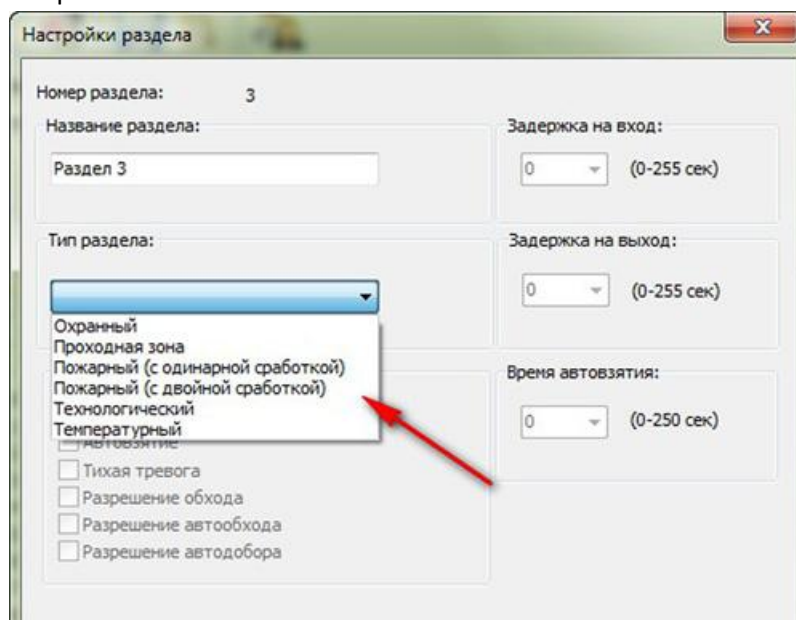 Настройки раздела
Номер раздела: 3
Название раздела:
Раздел 3
Задержка на вход:
0 (0-255 сек)
Тип раздела:
Охранный
Проходная зона
Пожарный (с одинарной сработкой)
Пожарный (с двойной сработкой)
Технологический
Температурный
Задержка на выход:
0 (0-255 сек)
Время автовзятия:
0 (0-250 сек)
Автовзятие
Тихая тревога
Разрешение обхода
Разрешение автообхода
Разрешение автодобора